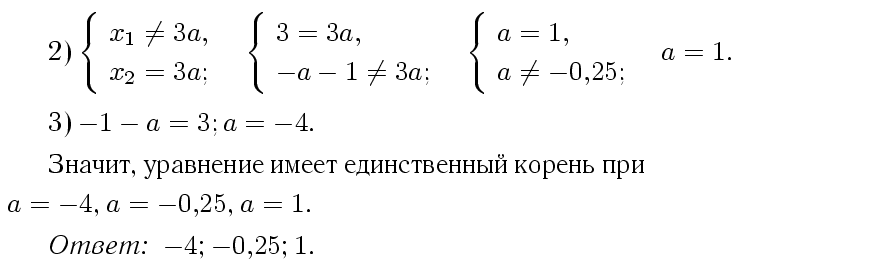 2) { x₁ ≠ 3a, x₂ = 3a; { 3 = 3a, −a − 1 ≠ 3a; { a = 1, a ≠ −0,25; a = 1.
3) −1 − a = 3; a = −4.
Значит, уравнение имеет единственный корень при
a = −4, a = −0,25, a = 1.
Ответ: −4; −0,25; 1.